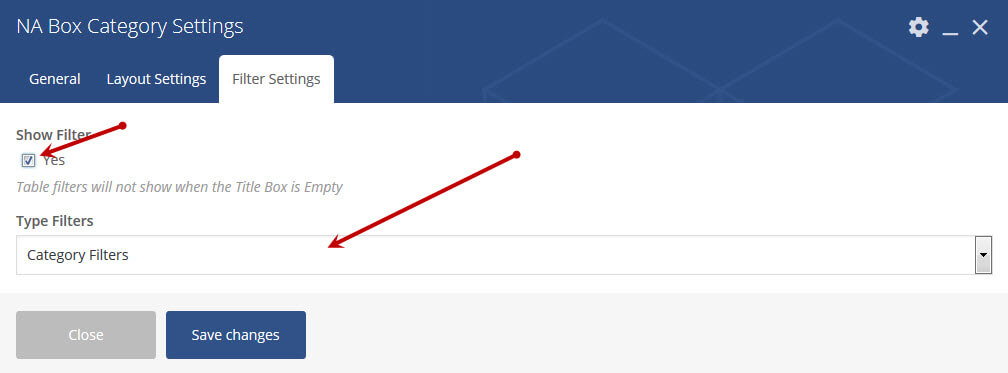 NA Box Category Settings
General Layout Settings Filter Settings
Show Filter
Yes
Table filters will not show when the Title Box is Empty
Type Filters
Category Filters
Close Save changes